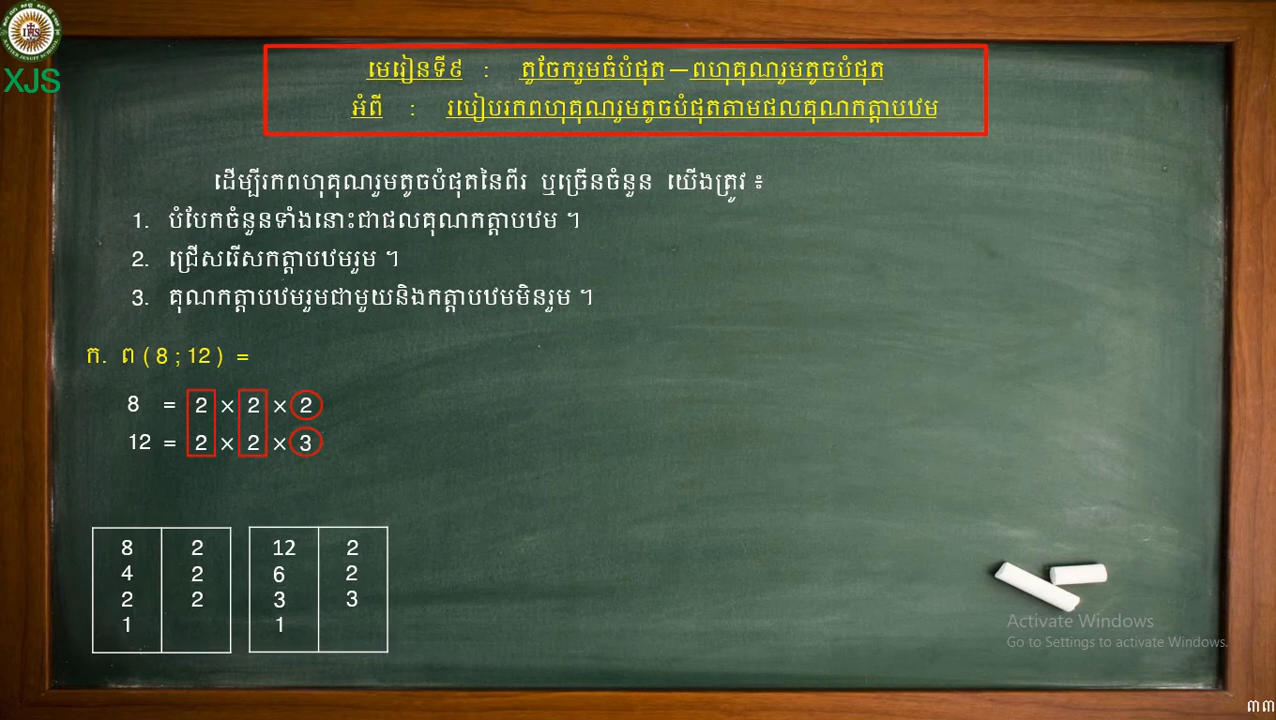 XJS
មេរៀនទី៩ : តួចែករួមធំបំផុត – ពហុគុណរួមតូចបំផុត
អំពី : របៀបរកពហុគុណរួមតូចបំផុតតាមផលគុណកត្តាបឋម
ដើម្បីរកពហុគុណរួមតូចបំផុតនៃពីរ ឬច្រើនចំនួន យើងត្រូវ ៖
1. បំបែកចំនួនទាំងនោះជាផលគុណកត្តាបឋម ។
2. ជ្រើសរើសកត្តាបឋមរួម ។
3. គុណកត្តាបឋមរួមជាមួយនិងកត្តាបឋមមិនរួម ។
ក. ព ( 8 ; 12 ) =
8 = 2 × 2 × 2
12 = 2 × 2 × 3
8 2 12 2
4 2 6 2
2 2 3 3
1 1
Activate Windows
Go to Settings to activate Windows.
៣៣